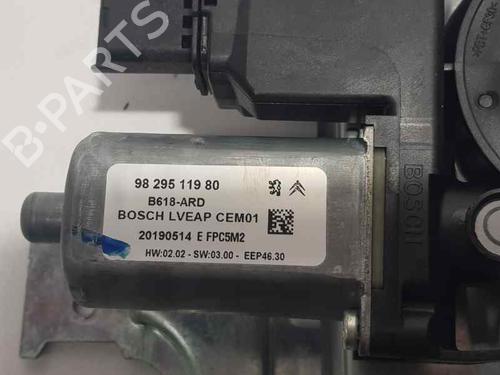 B-PARTS
98 295 119 80
B618-ARD
BOSCH LVEAP CEM01
20190514 E FPC5M2
HW:02.02 - SW:03.00 - EEP46.30
BOSCH